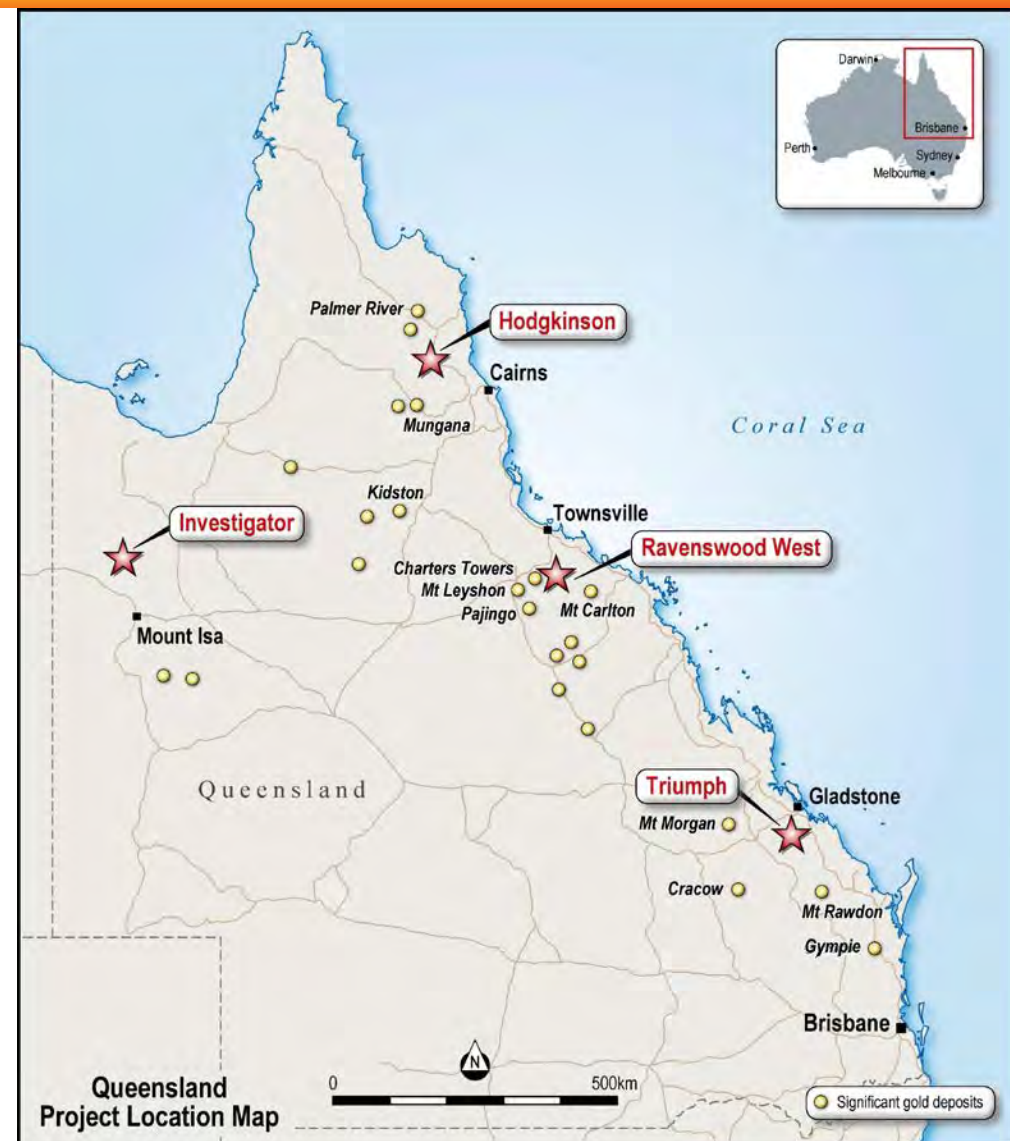 Darwin
Brisbane
Perth
Sydney
Melbourne
Palmer River
Hodgkinson
Cairns
Mungana
Coral Sea
Kidston
Investigator
Townsville
Ravenswood West
Charters Towers
Mt Leyshon
Pajingo
Mt Carlton
Mount Isa
Queensland
Triumph
Gladstone
Mt Morgan
Cracow
Mt Rawdon
Gympie
Brisbane
N
0
500km
Queensland
Project Location Map
Significant gold deposits